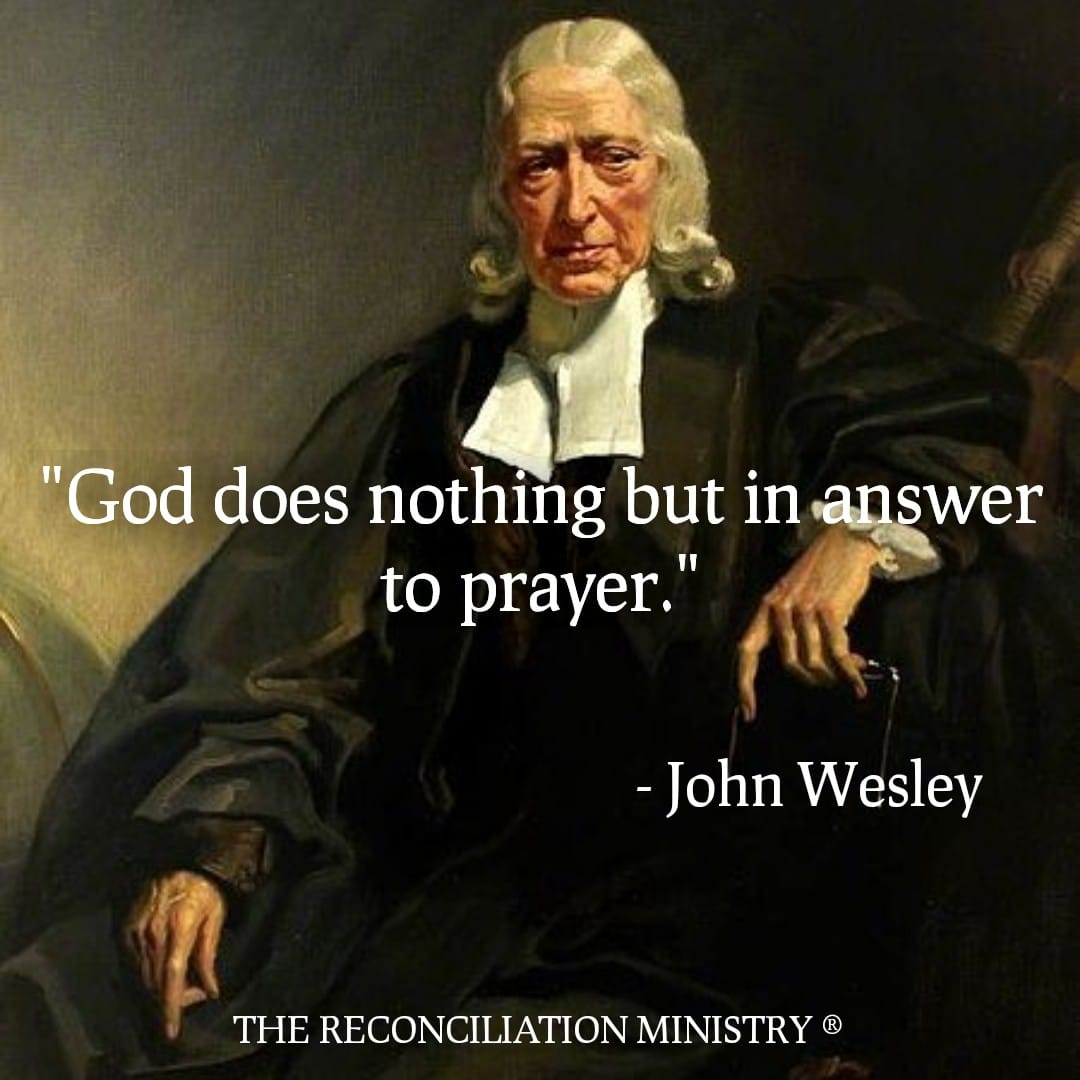 "God does nothing but in answer
to prayer."
- John Wesley
THE RECONCILIATION MINISTRY ®